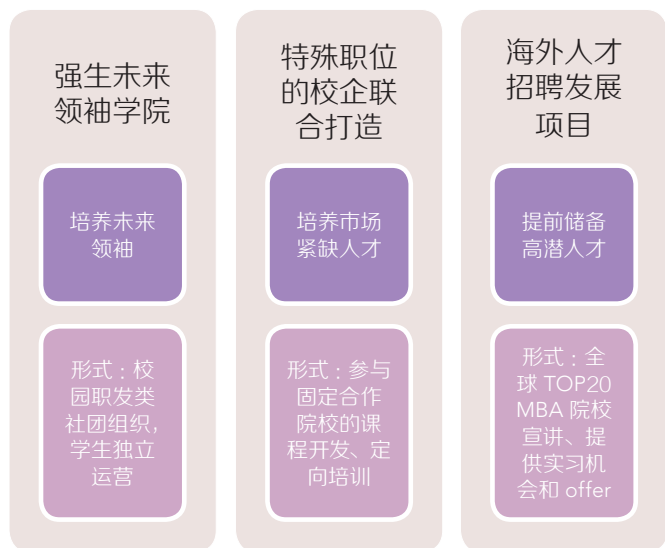 强生未来
领袖学院
培养未来
领袖
形式：校
园职发类
社团组织，
学生独立
运营
特殊职位
的校企联
合打造
培养市场
紧缺人才
形式：参与
固定合作
院校的课
程开发、定
向培训
海外人才
招聘发展
项目
提前储备
高潜人才
形式：全
球 TOP20
MBA 院校
宣讲、提
供实习机
会和 offer